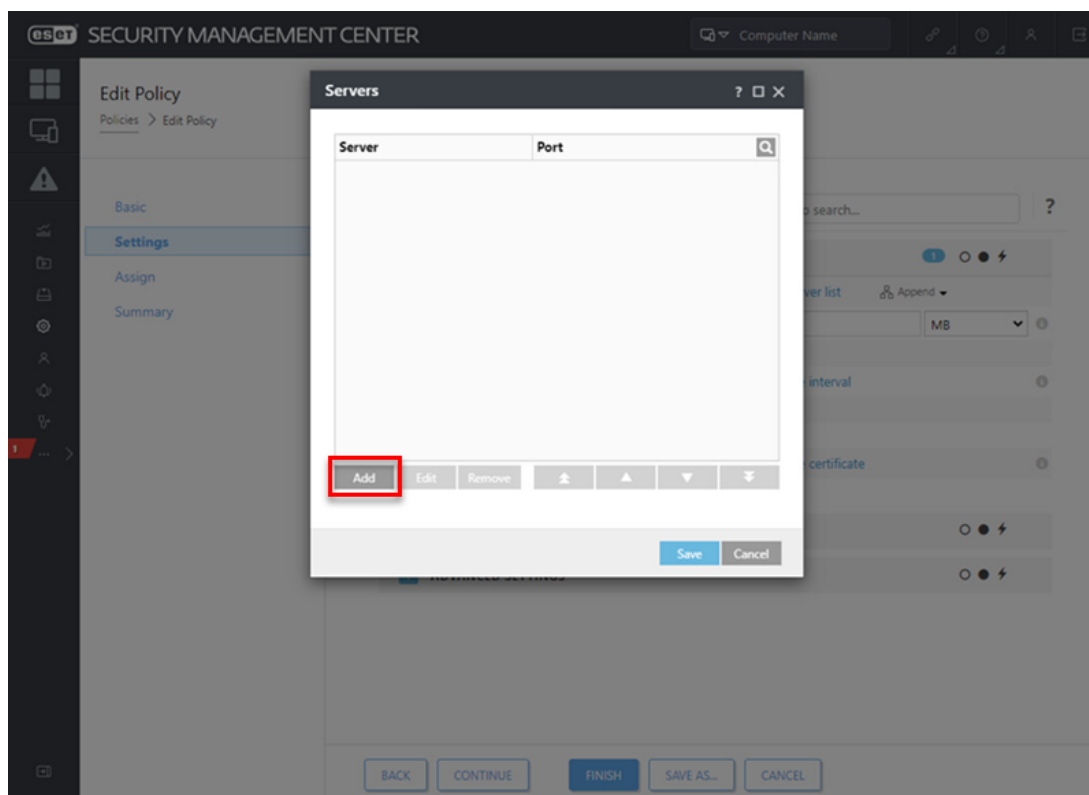 eset SECURITY MANAGEMENT CENTER
Computer Name
Edit Policy
Policies > Edit Policy
Basic
Settings
Assign
Summary
Servers
? 
Server Port
Add Edit Remove
Save Cancel
search...
?
1
list
Append
MB
interval
certificate
1 ... >
BACK CONTINUE FINISH SAVE AS... CANCEL